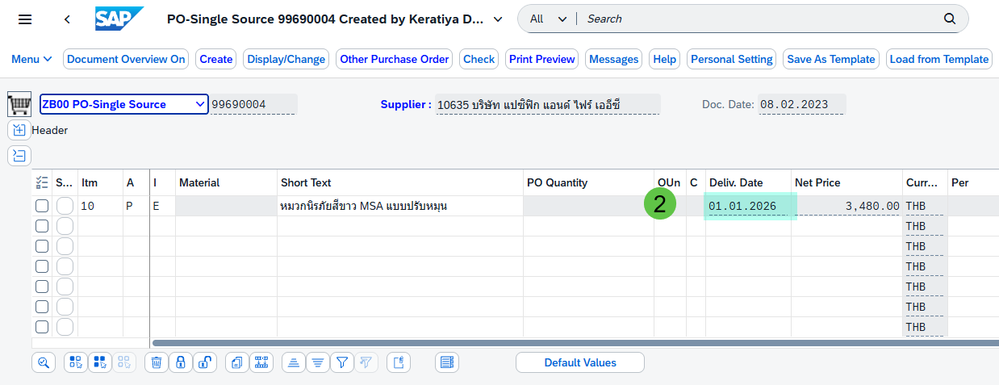 SAP PO-Single Source 99690004 Created by Keratiya D... All Search
Menu Document Overview On Create Display/Change Other Purchase Order Check Print Preview Messages Help Personal Setting Save As Template Load from Template
ZB00 PO-Single Source 99690004 Supplier : 10635 บริษัท แปซิฟิก แอนด์ ไฟร์ เออีซี Doc. Date: 08.02.2023
Header
S... Itm A I Material Short Text PO Quantity OUn C Deliv. Date Net Price Curr... Per
10 P E หมวกนิรภัยสีขาว MSA แบบปรับหมุน 2 01.01.2026 3,480.00 THB
THB
THB
THB
THB
THB
THB
Default Values